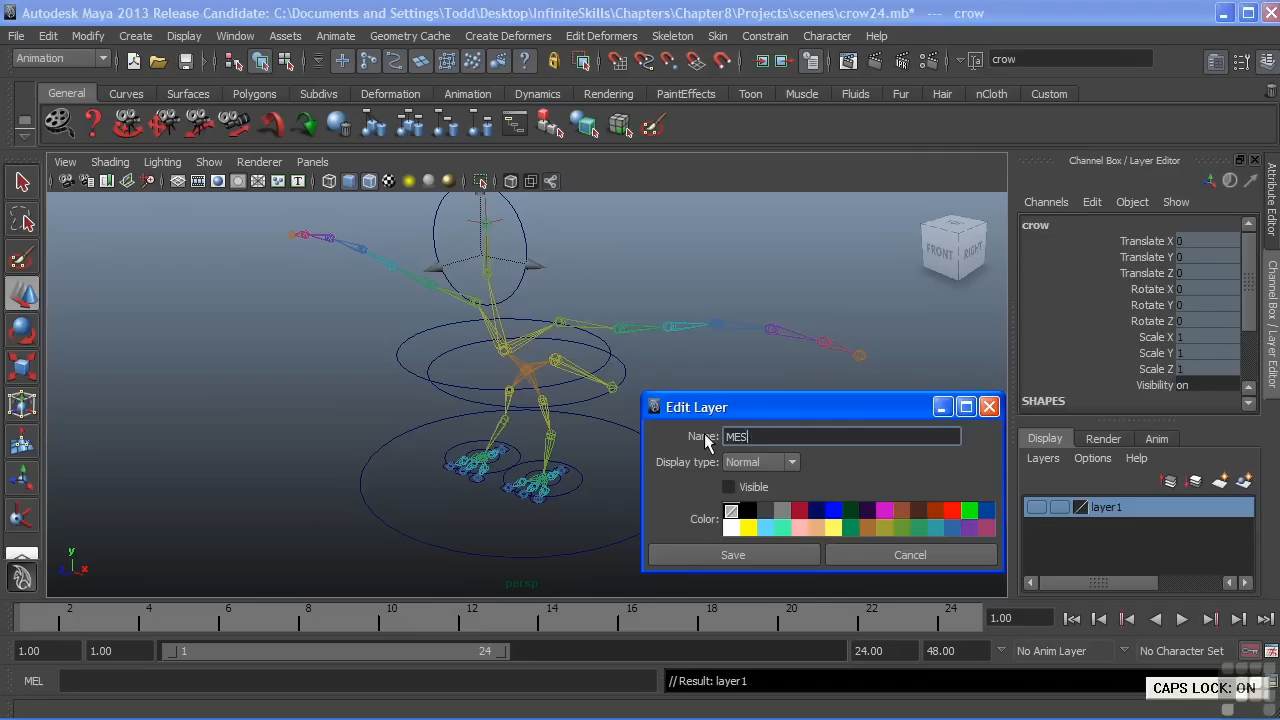 Autodesk Maya 2013 Release Candidate: C:\Documents and Settings\Todd\Desktop\InfiniteSkills\Chapters\Chapter8\Projects\scenes\crow24.mb* --- crow
File Edit Modify Create Display Window Assets Animate Geometry Cache Create Deformers Edit Deformers Skeleton Skin Constrain Character Help
Animation crow
General Curves Surfaces Polygons Subdivs Deformation Animation Dynamics Rendering PaintEffects Toon Muscle Fluids Fur Hair nCloth Custom
View Shading Lighting Show Renderer Panels
Channel Box / Layer Editor
Channels Edit Object Show
crow
Translate X 0
Translate Y 0
Translate Z 0
Rotate X 0
Rotate Y 0
Rotate Z 0
Scale X 1
Scale Y 1
Scale Z 1
Visibility on
SHAPES
Attribute Editor
Channel Box / Layer Editor
FRONT RIGHT
Edit Layer
Name: MES
Display type: Normal
Visible
Color:
Save Cancel
Display Render Anim
Layers Options Help
layer1
y
z x
persp
2 4 6 8 10 12 14 16 18 20 22 24
1.00
1.00 1.00 1 24 24.00 48.00 No Anim Layer No Character Set
MEL // Result: layer1
CAPS LOCK: ON